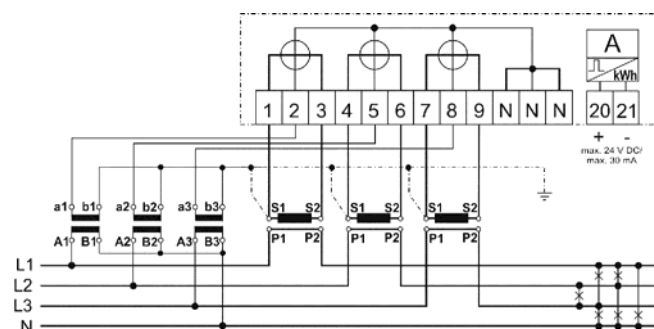 A
kWh
1 2 3 4 5 6 7 8 9 N N N 20 21
+ -
max. 24 V DC/
max. 30 mA
a1 b1 a2 b2 a3 b3
S1 S2 S1 S2 S1 S2
A1 B1 A2 B2 A3 B3
P1 P2 P1 P2 P1 P2
L1
L2
L3
N